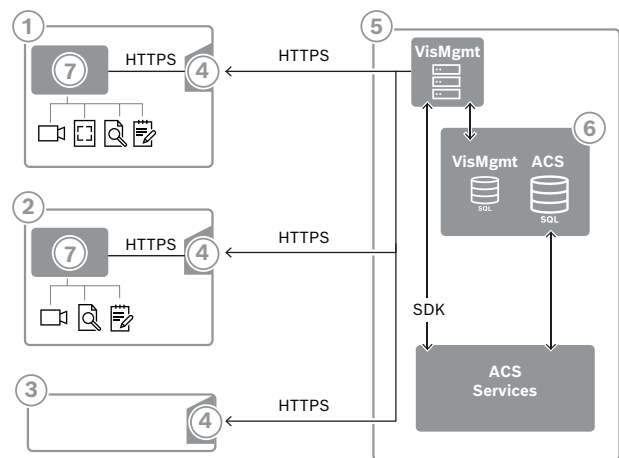 1
7
HTTPS
4
HTTPS
2
7
HTTPS
4
HTTPS
3
4
HTTPS
5
VisMgmt
6
VisMgmt ACS
SQL SQL
SDK
ACS
Services